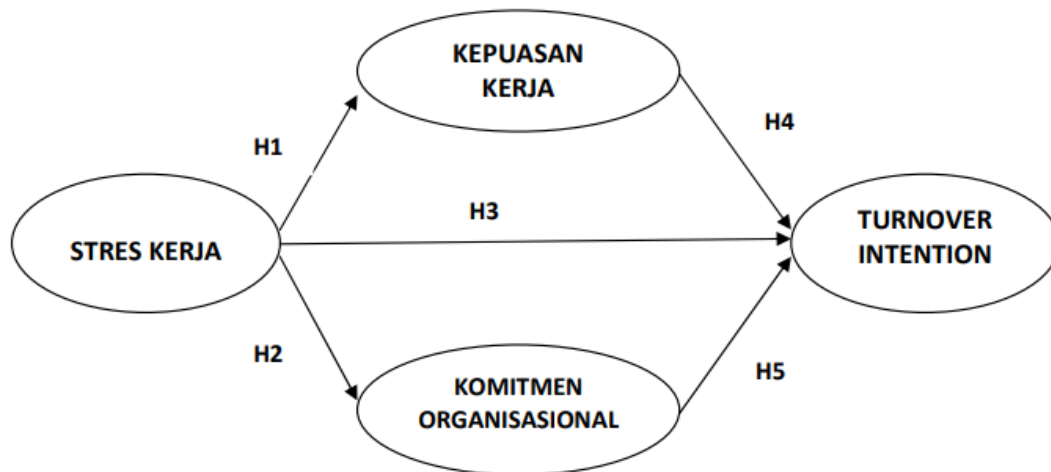 KEPUASAN
KERJA
H1
H4
STRES KERJA
H3
TURNOVER
INTENTION
H2
KOMITMEN
ORGANISASIONAL
H5